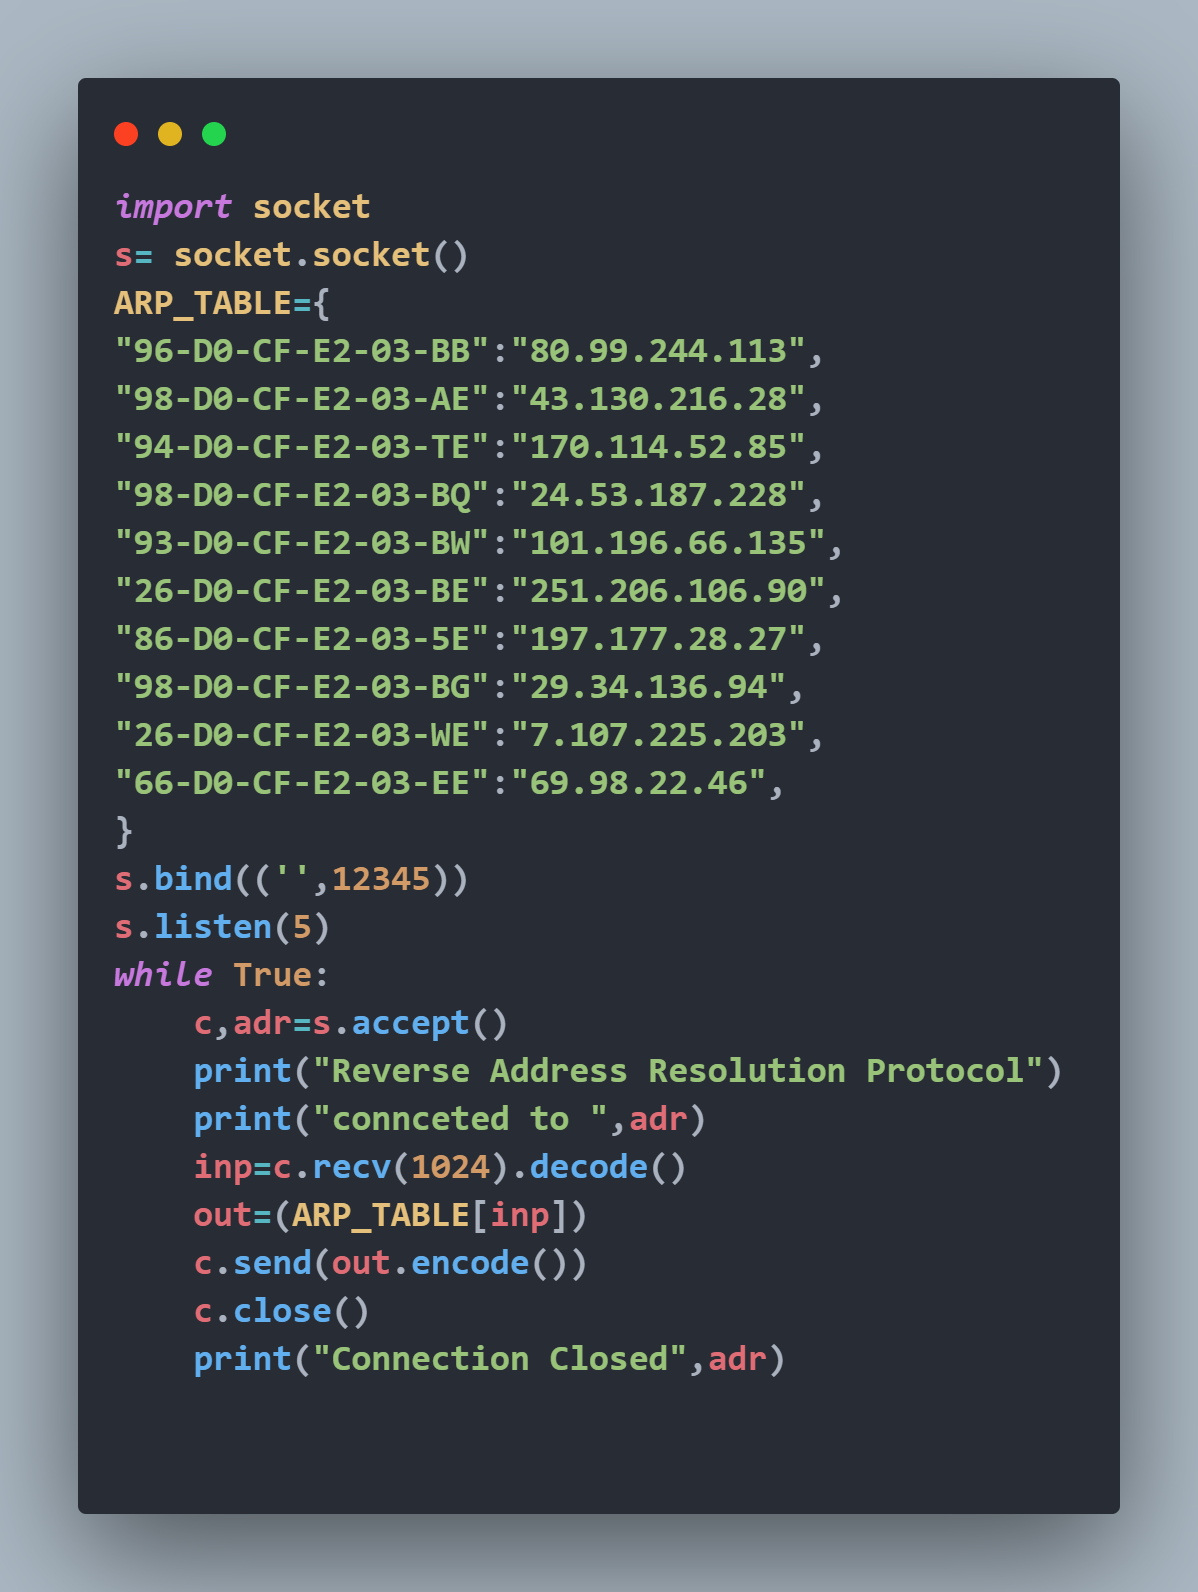 import socket
s= socket.socket()
ARP_TABLE={
"96-D0-CF-E2-03-BB":"80.99.244.113",
"98-D0-CF-E2-03-AE":"43.130.216.28",
"94-D0-CF-E2-03-TE":"170.114.52.85",
"98-D0-CF-E2-03-BQ":"24.53.187.228",
"93-D0-CF-E2-03-BW":"101.196.66.135",
"26-D0-CF-E2-03-BE":"251.206.106.90",
"86-D0-CF-E2-03-5E":"197.177.28.27",
"98-D0-CF-E2-03-BG":"29.34.136.94",
"26-D0-CF-E2-03-WE":"7.107.225.203",
"66-D0-CF-E2-03-EE":"69.98.22.46",
}
s.bind(('',12345))
s.listen(5)
while True:
    c,adr=s.accept()
    print("Reverse Address Resolution Protocol")
    print("connceted to ",adr)
    inp=c.recv(1024).decode()
    out=(ARP_TABLE[inp])
    c.send(out.encode())
    c.close()
    print("Connection Closed",adr)